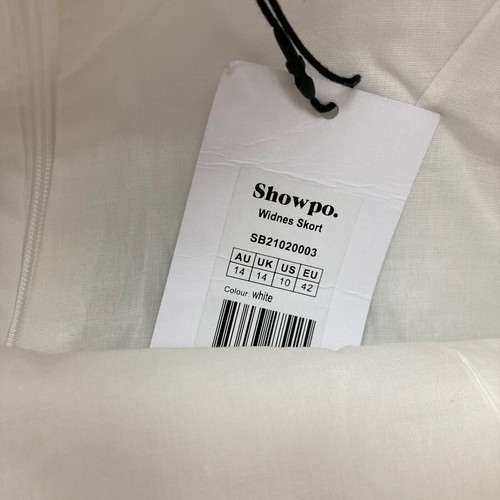 Showpo.
Widnes Skort
SB21020003
AU UK US EU
14 14 10 42
Colour: white